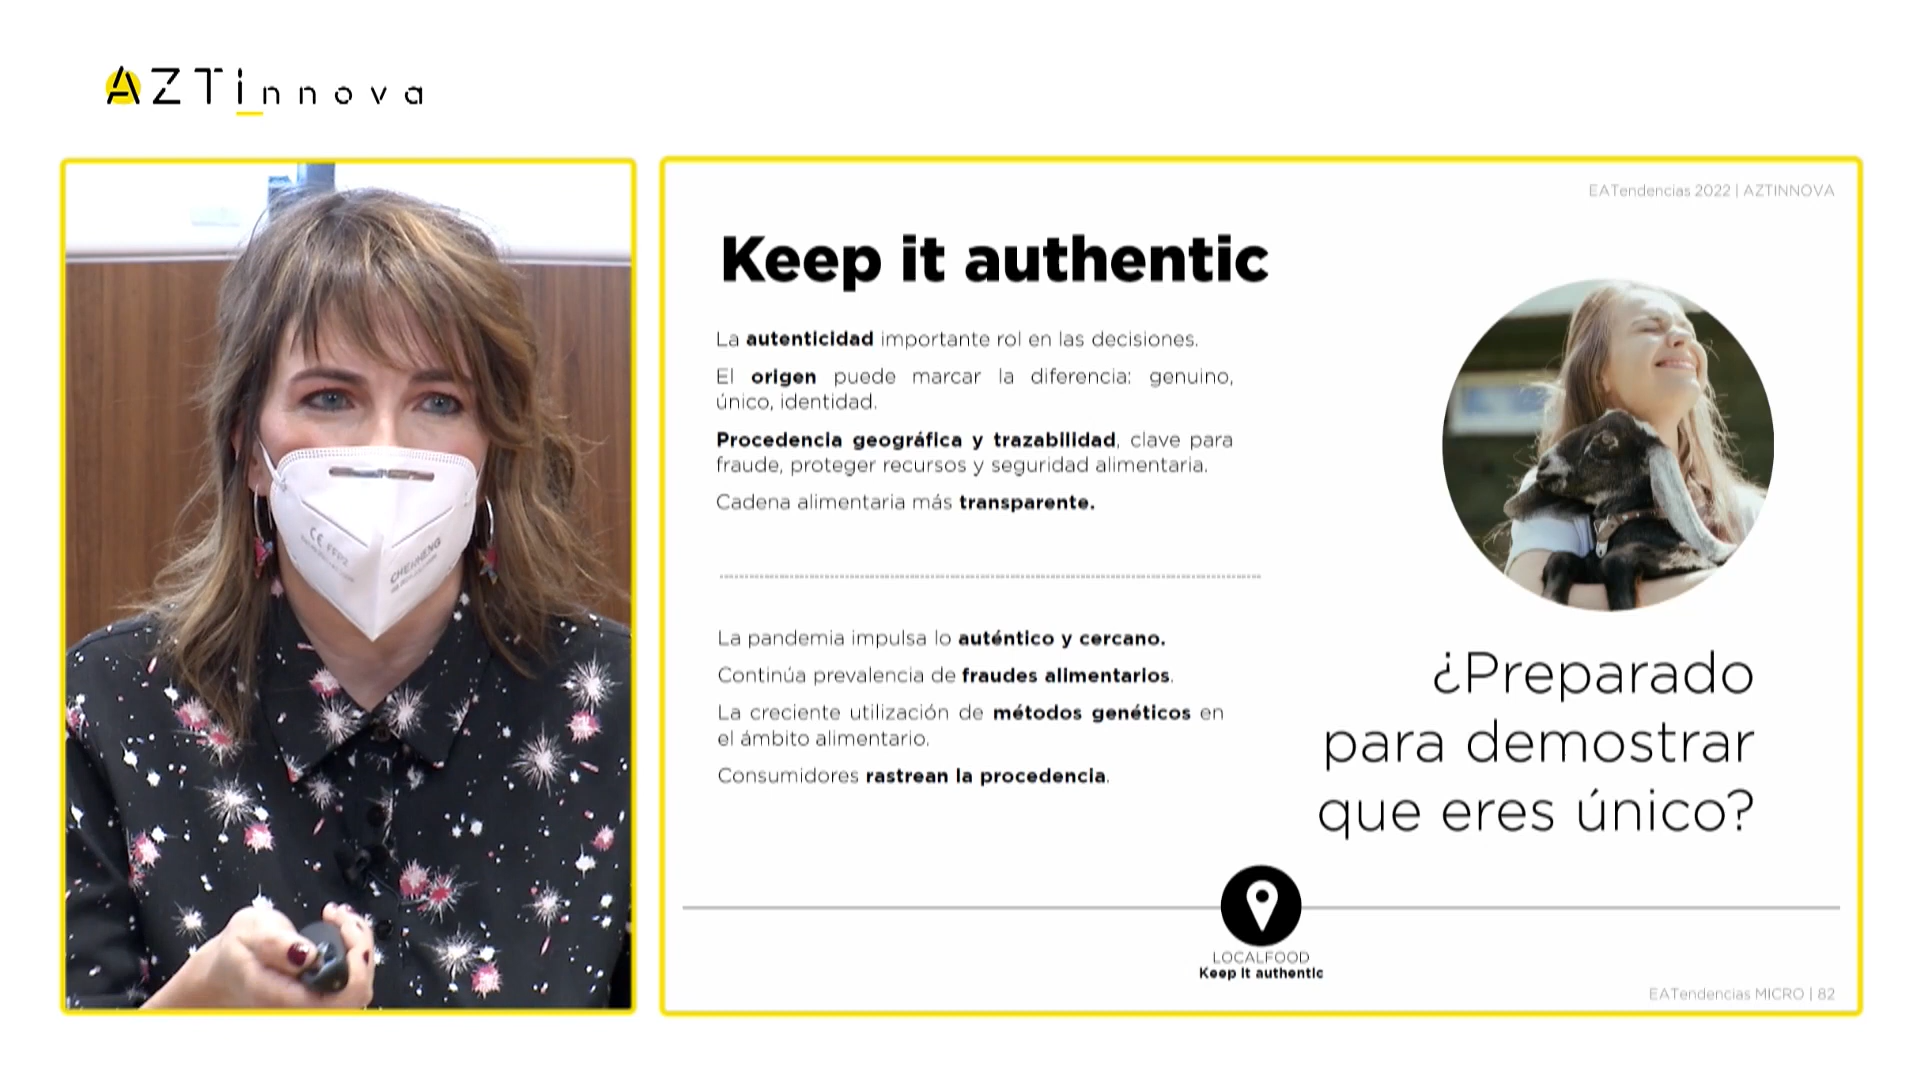 AZTInnova
EATendencias 2022 | AZTINNOVA
Keep it authentic
La autenticidad importante rol en las decisiones.
El origen puede marcar la diferencia: genuino,
único, identidad.
Procedencia geográfica y trazabilidad, clave para
fraude, proteger recursos y seguridad alimentaria.
Cadena alimentaria más transparente.
La pandemia impulsa lo auténtico y cercano.
Continúa prevalencia de fraudes alimentarios.
La creciente utilización de métodos genéticos en
el ámbito alimentario.
Consumidores rastrean la procedencia.
¿Preparado
para demostrar
que eres único?
LOCALFOOD
Keep it authentic
EATendencias MICRO | 82
CE FFP2